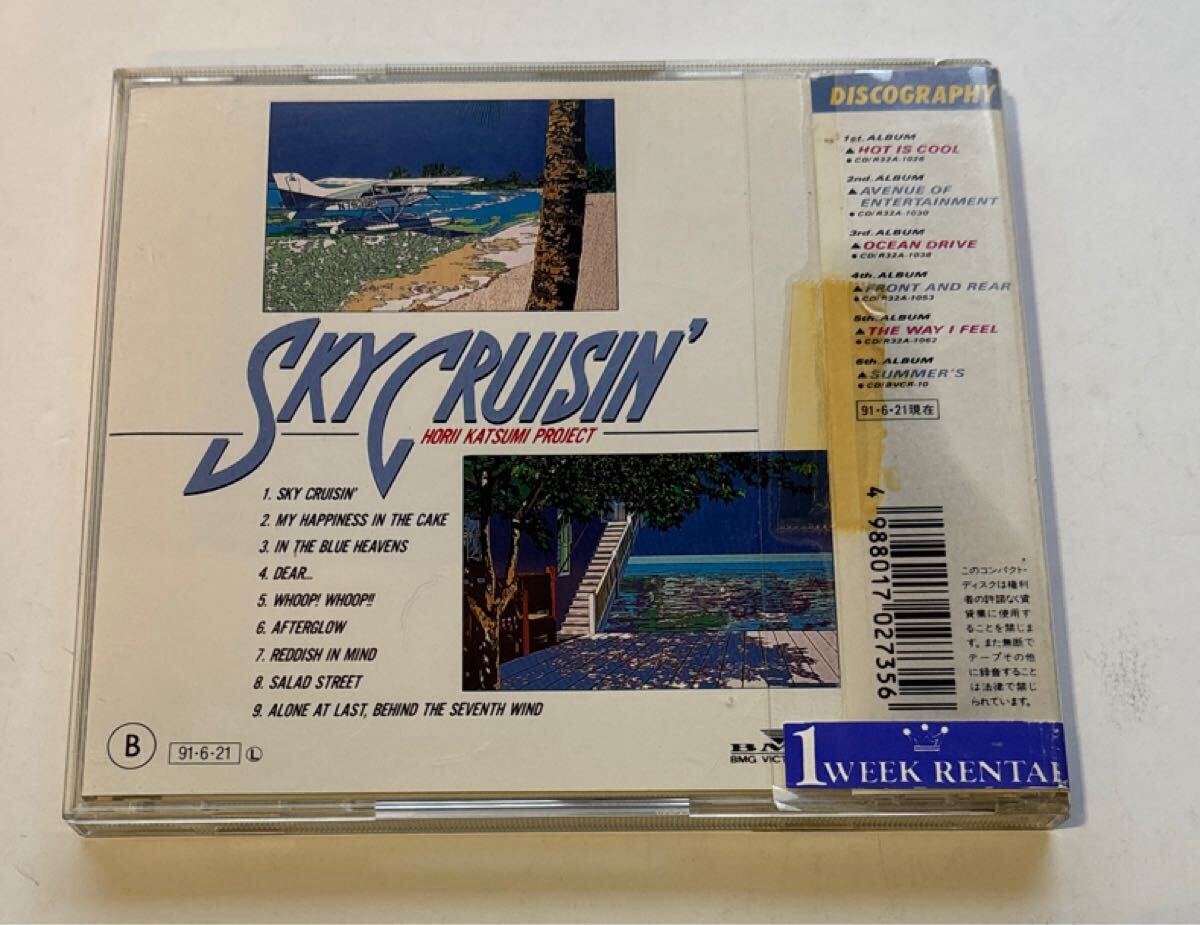 SKY CRUISIN'
HORII KATSUMI PROJECT
1. SKY CRUISIN'
2. MY HAPPINESS IN THE CAKE
3. IN THE BLUE HEAVENS
4. DEAR...
5. WHOOP! WHOOP!!
6. AFTERGLOW
7. REDDISH IN MIND
8. SALAD STREET
9. ALONE AT LAST, BEHIND THE SEVENTH WIND
B
91·6·21 L
BMG VICT
DISCOGRAPHY
1st. ALBUM
▲ HOT IS COOL
● CD/R32A-1026
2nd. ALBUM
▲ AVENUE OF
ENTERTAINMENT
● CD/R32A-1030
3rd. ALBUM
▲ OCEAN DRIVE
● CD/R32A-1038
4th. ALBUM
▲ FRONT AND REAR
● CD/R32A-1053
5th. ALBUM
▲ THE WAY I FEEL
● CD/R32A-1062
6th. ALBUM
▲ SUMMER'S
● CD/BVCR-10
91·6·21現在
4 988017 027356
このコンパクト・
ディスクは権利
者の許諾なく賃
貸業に使用す
ることを禁じま
す。また無断で
テープその他
に録音すること
は法律で禁じ
られています。
1 WEEK RENTAL